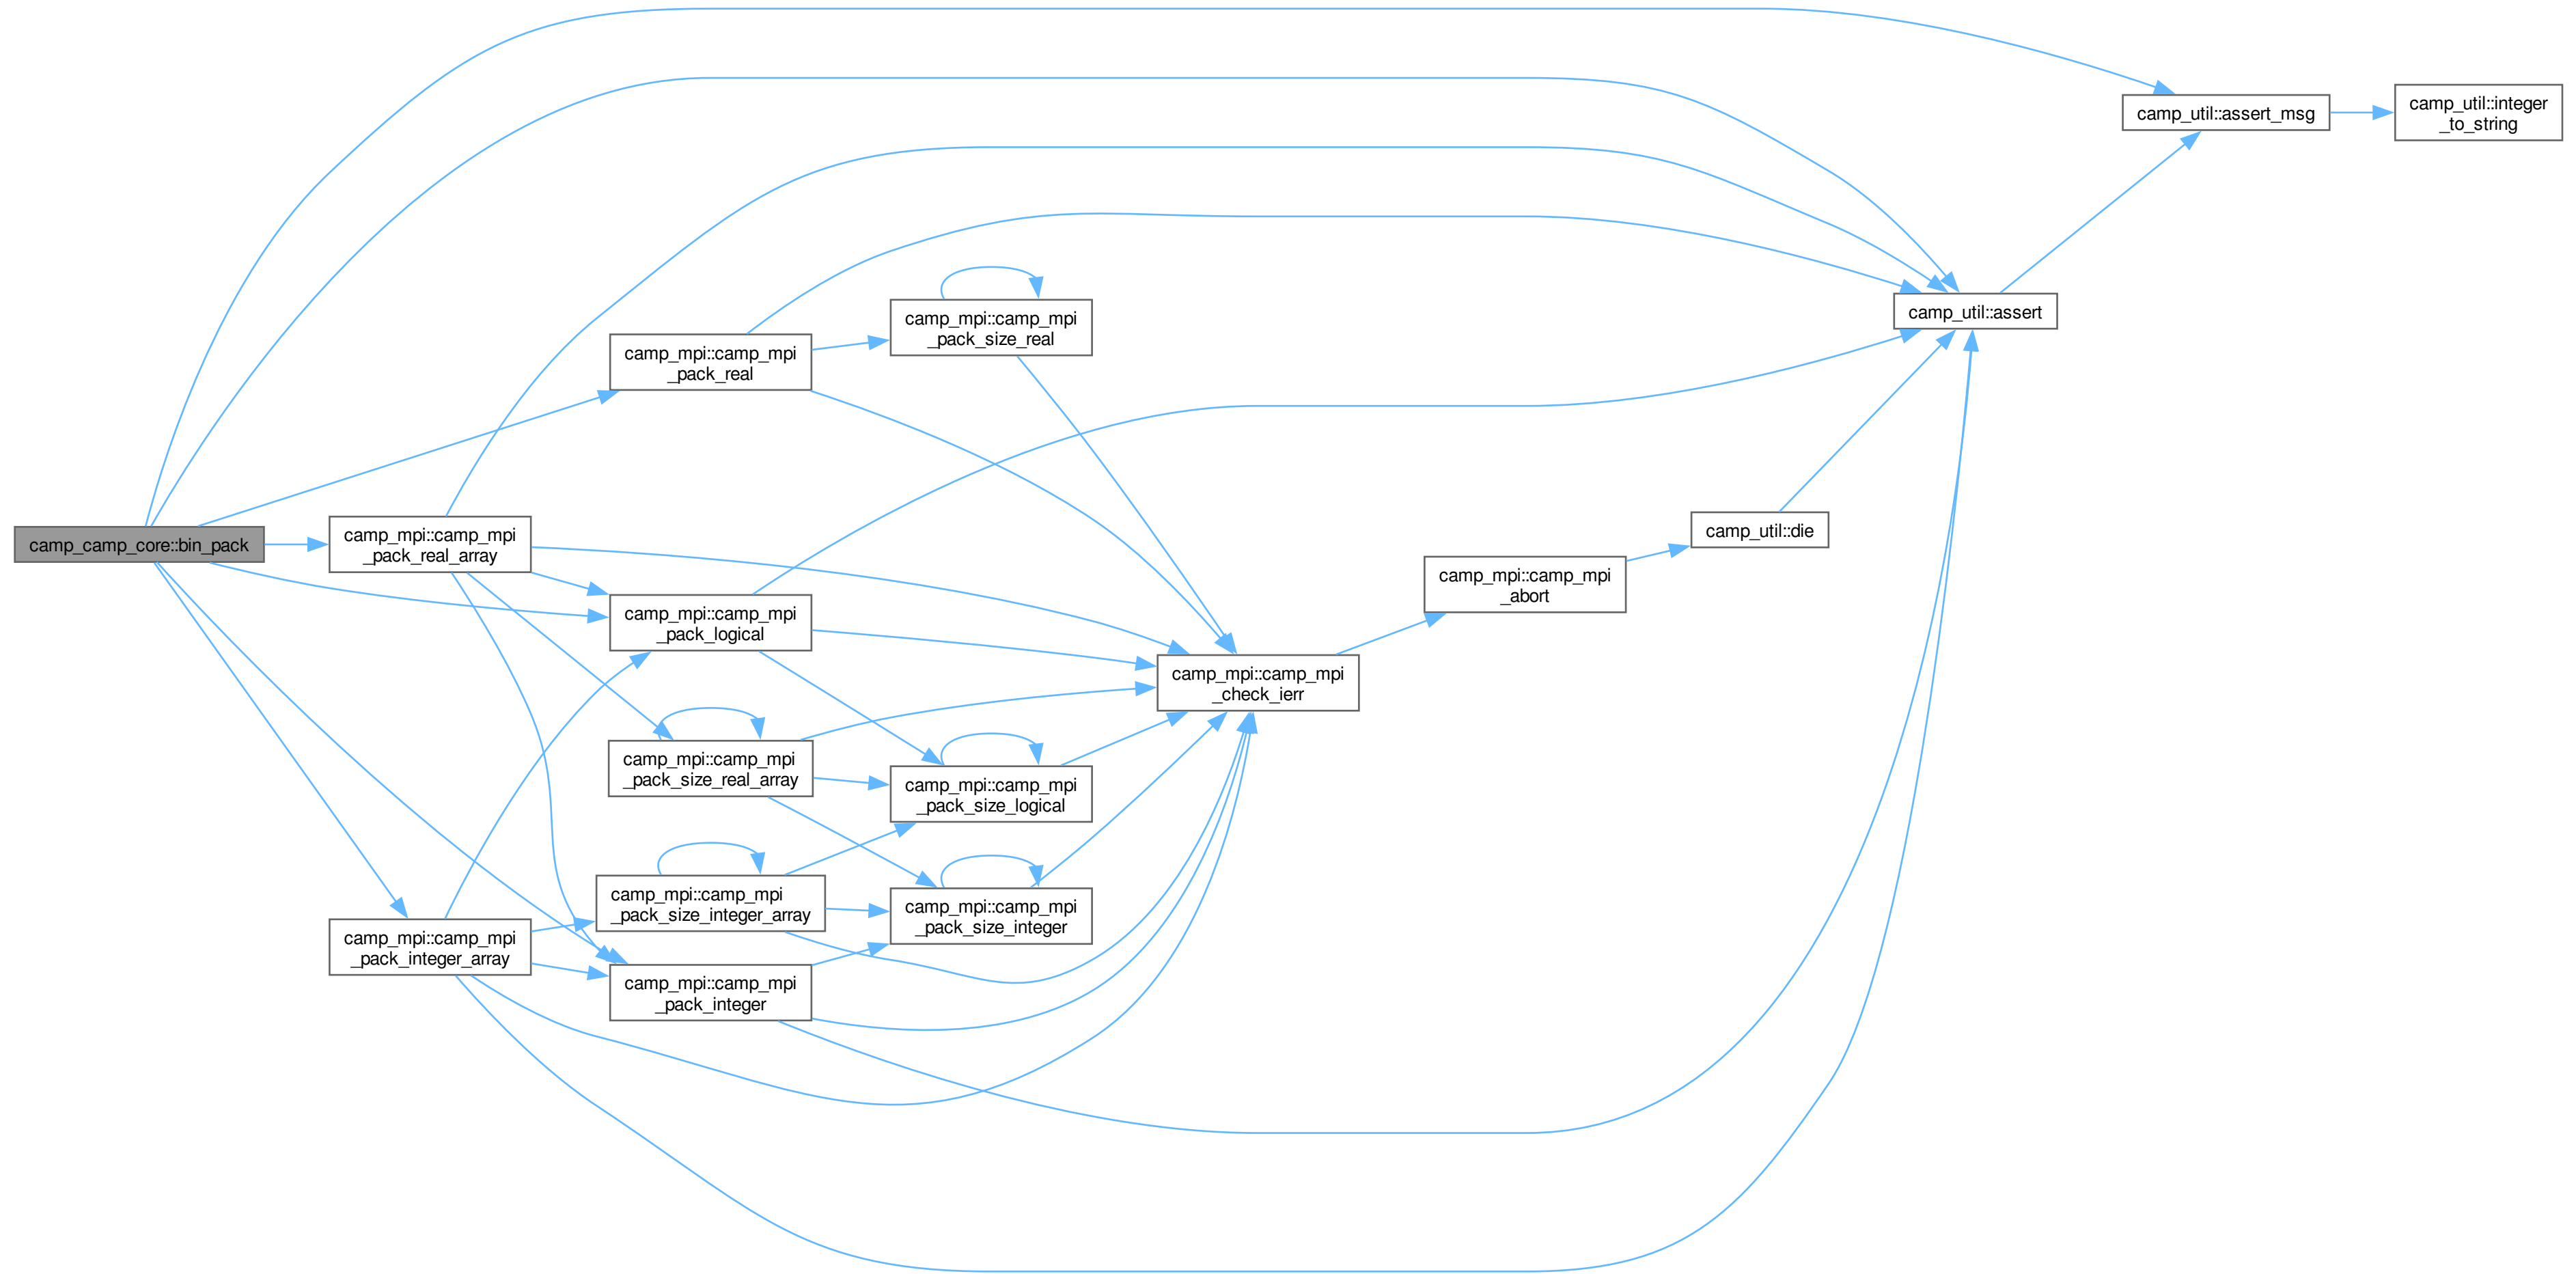 camp_util::assert_msg
camp_util::integer
_to_string
camp_util::assert
camp_mpi::camp_mpi
_pack_size_real
camp_mpi::camp_mpi
_pack_real
camp_util::die
camp_camp_core::bin_pack
camp_mpi::camp_mpi
_pack_real_array
camp_mpi::camp_mpi
_abort
camp_mpi::camp_mpi
_pack_logical
camp_mpi::camp_mpi
_check_ierr
camp_mpi::camp_mpi
_pack_size_real_array
camp_mpi::camp_mpi
_pack_size_logical
camp_mpi::camp_mpi
_pack_size_integer_array
camp_mpi::camp_mpi
_pack_size_integer
camp_mpi::camp_mpi
_pack_integer_array
camp_mpi::camp_mpi
_pack_integer